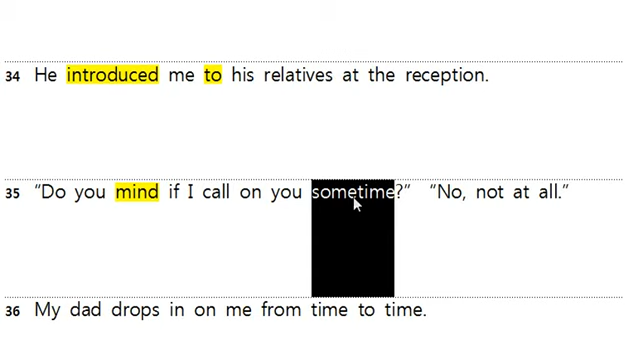 34 He introduced me to his relatives at the reception.
35 “Do you mind if I call on you sometime?” “No, not at all.”
36 My dad drops in on me from time to time.